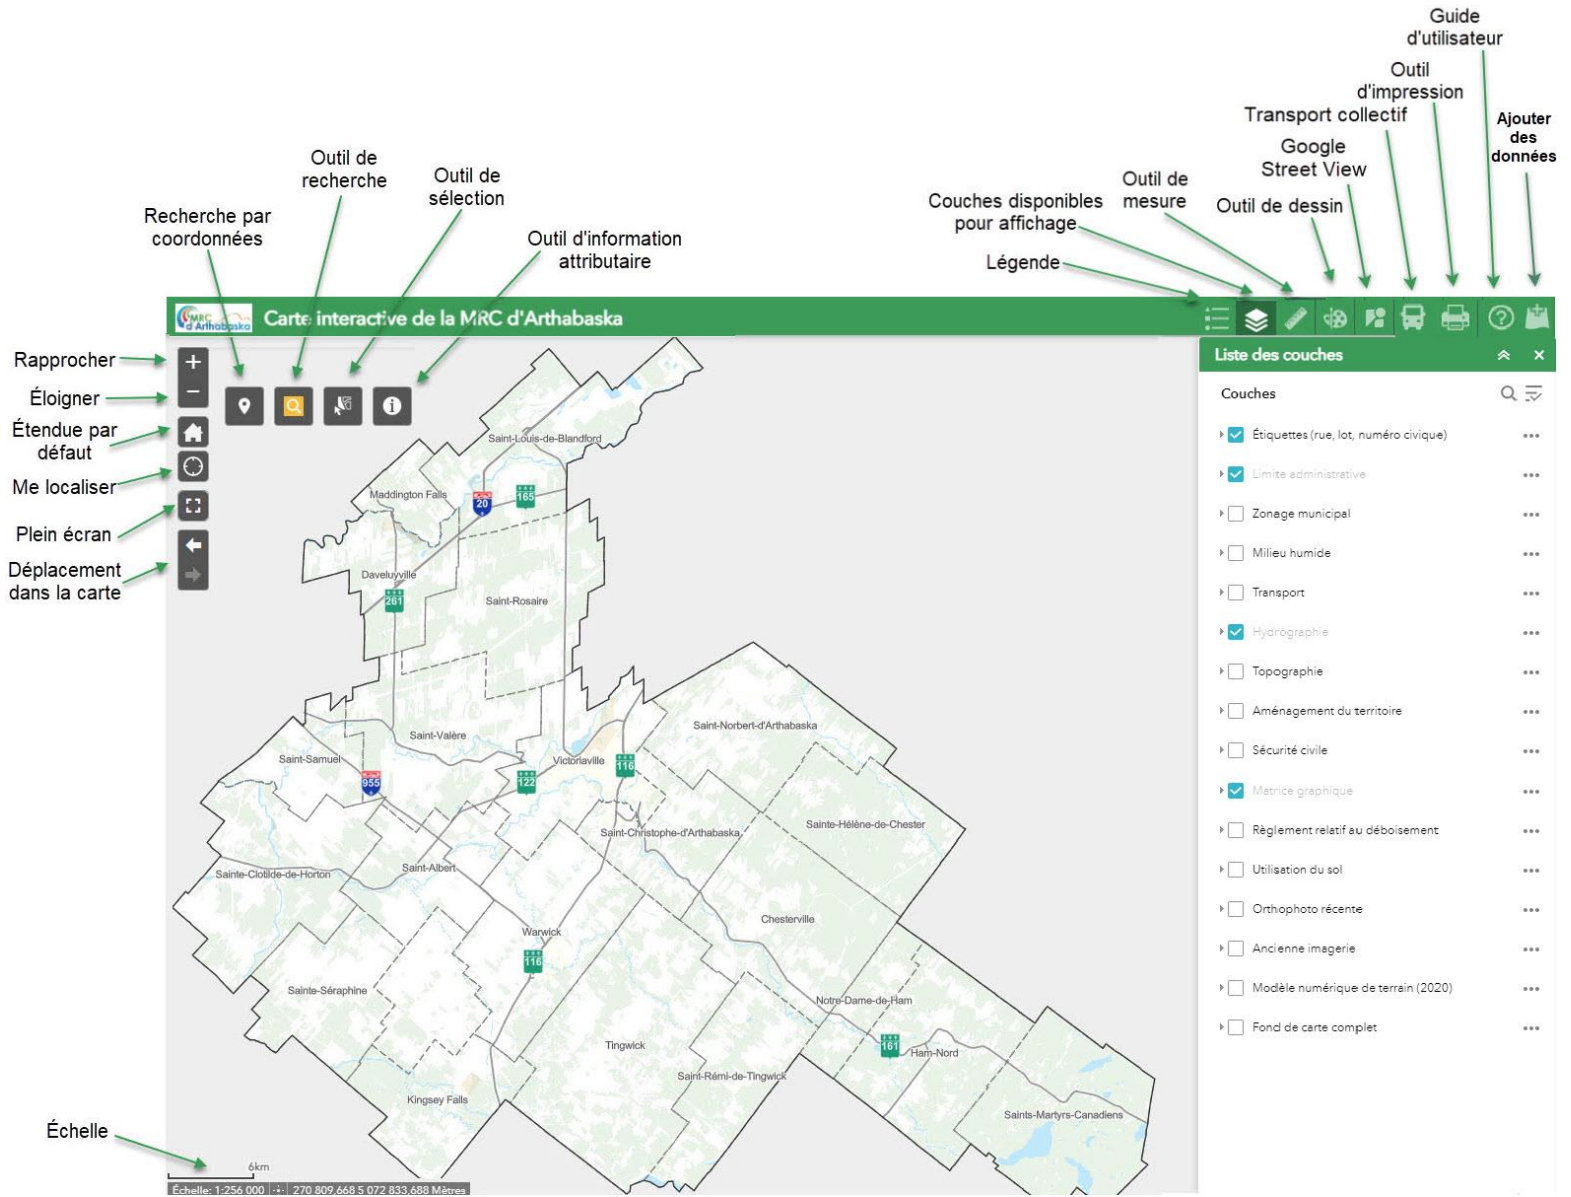 Guide
d'utilisateur
Outil
d'impression
Transport collectif
Ajouter
des
données
Google
Street View
Outil de
recherche
Outil de
sélection
Outil de
mesure
Couches disponibles
pour affichage
Outil de dessin
Recherche par
coordonnées
Outil d'information
attributaire
Légende
MRC
d'Arthabaska
Carte interactive de la MRC d'Arthabaska
Rapprocher
Éloigner
Étendue par
défaut
Me localiser
Plein écran
Déplacement
dans la carte
Liste des couches
Couches
Étiquettes (rue, lot, numéro civique)
Limite administrative
Zonage municipal
Milieu humide
Transport
Hydrographie
Topographie
Aménagement du territoire
Sécurité civile
Matrice graphique
Règlement relatif au déboisement
Utilisation du sol
Orthophoto récente
Ancienne imagerie
Modèle numérique de terrain (2020)
Fond de carte complet
Saint-Louis-de-Blandford
Maddington Falls
20
165
Daveluyville
261
Saint-Rosaire
Saint-Norbert-d'Arthabaska
Saint-Valère
Saint-Samuel
Victoriaville
116
955
122
Saint-Christophe-d'Arthabaska
Sainte-Hélène-de-Chester
Saint-Albert
Sainte-Clotilde-de-Horton
Chesterville
Warwick
116
Sainte-Séraphine
Notre-Dame-de-Ham
Tingwick
161
Ham-Nord
Saint-Rémi-de-Tingwick
Kingsey Falls
Saints-Martyrs-Canadiens
Échelle
6km
Échelle: 1:256 000
270 809,668 5 072 833,688 Mètres